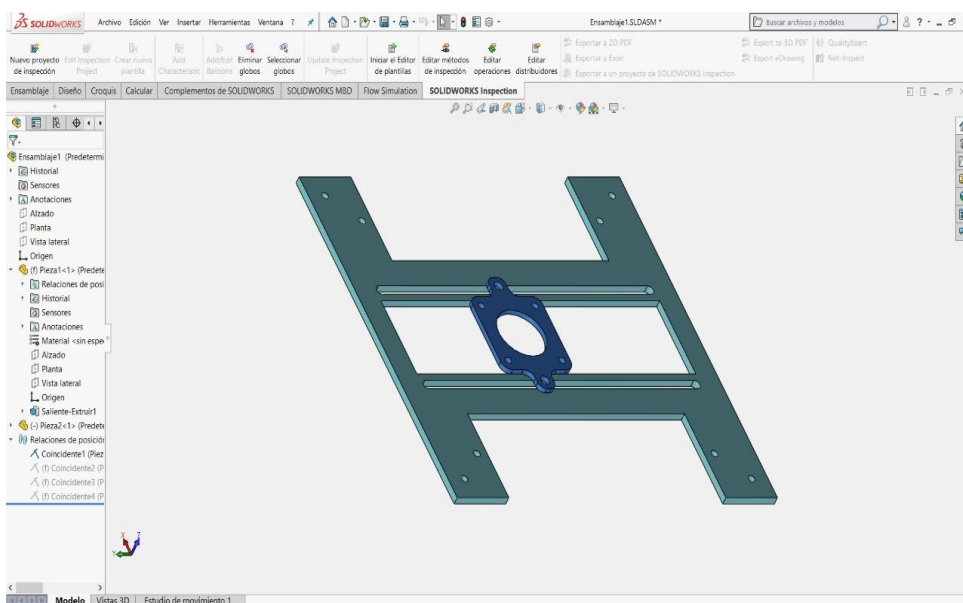 SOLIDWORKS Archivo Edición Ver Insertar Herramientas Ventana ? Ensamblaje1.SLDASM * Buscar archivos y modelos ?
Nuevo proyecto de inspección
Edit Inspection Project
Crear nueva plantilla
Add Characteristic
Add/Edit Balloons
Eliminar globos
Seleccionar globos
Update Inspection Project
Iniciar el Editor de plantillas
Editar métodos de inspección
Editar operaciones
Editar distribuidores
Exportar a 2D PDF
Exportar a Excel
Exportar a un proyecto de SOLIDWORKS Inspection
Export to 3D PDF
Export eDrawing
QualityXpert
Net-Inspect
Ensamblaje Diseño Croquis Calcular Complementos de SOLIDWORKS SOLIDWORKS MBD Flow Simulation SOLIDWORKS Inspection
Ensamblaje1 (Predetermi
Historial
Sensores
Anotaciones
Alzado
Planta
Vista lateral
Origen
(f) Pieza1<1> (Predete
Relaciones de posi
Historial
Sensores
Anotaciones
Material <sin espe
Alzado
Planta
Vista lateral
Origen
Saliente-Extruir1
(-) Pieza2<1> (Predete
Relaciones de posición
Coincidente1 (Piez
(f) Coincidente2 (P
(f) Coincidente3 (P
(f) Coincidente4 (P
Modelo Vistas 3D Estudio de movimiento 1